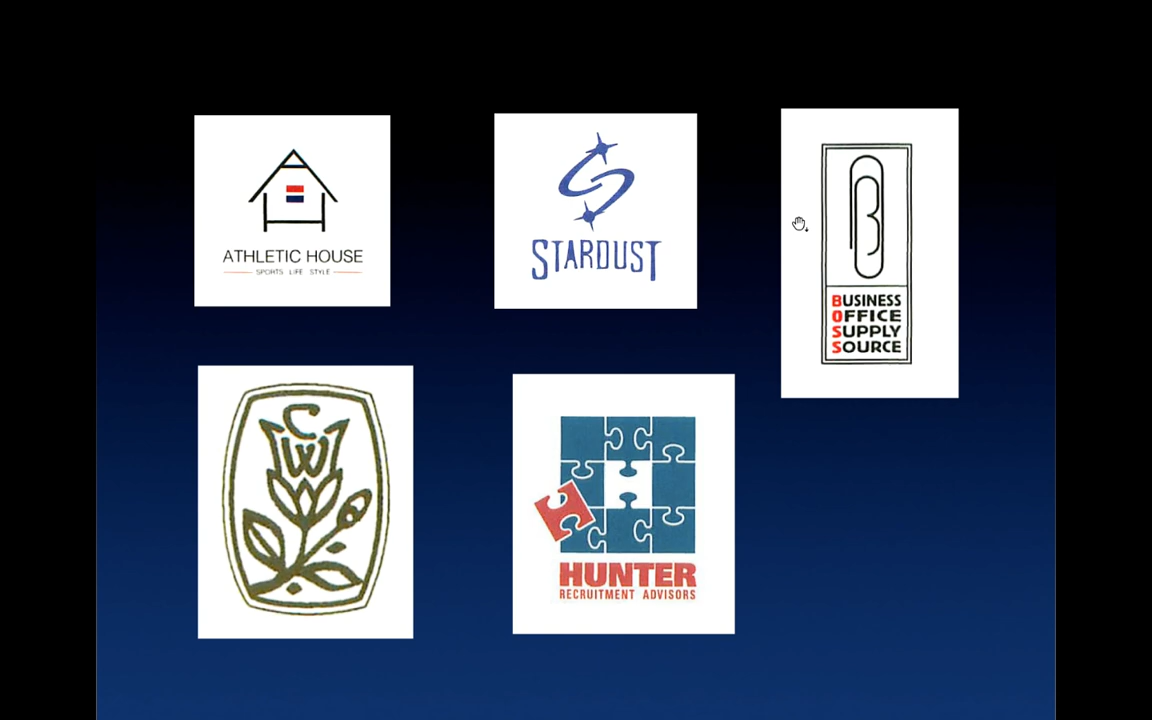 ATHLETIC HOUSE
SPORTS LIFE STYLE
STARDUST
B
BUSINESS
OFFICE
SUPPLY
SOURCE
C
W
HUNTER
RECRUITMENT ADVISORS